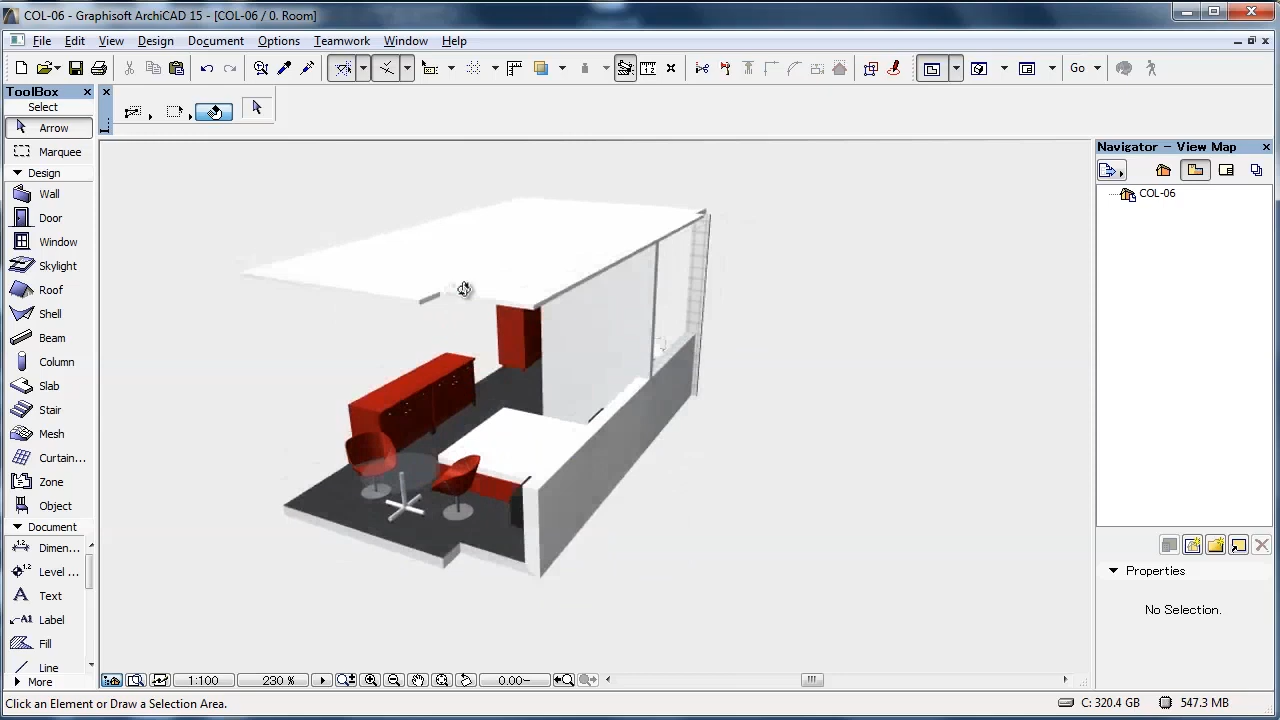 COL-06 - Graphisoft ArchiCAD 15 - [COL-06 / 0. Room]
File Edit View Design Document Options Teamwork Window Help
Go
ToolBox
Select
Arrow
Marquee
Design
Wall
Door
Window
Skylight
Roof
Shell
Beam
Column
Slab
Stair
Mesh
Curtain...
Zone
Object
Document
Dimen...
Level ...
Text
Label
Fill
Line
More
Navigator - View Map
COL-06
Properties
No Selection.
1:100 230 % 0.00
Click an Element or Draw a Selection Area.
C: 320.4 GB 547.3 MB